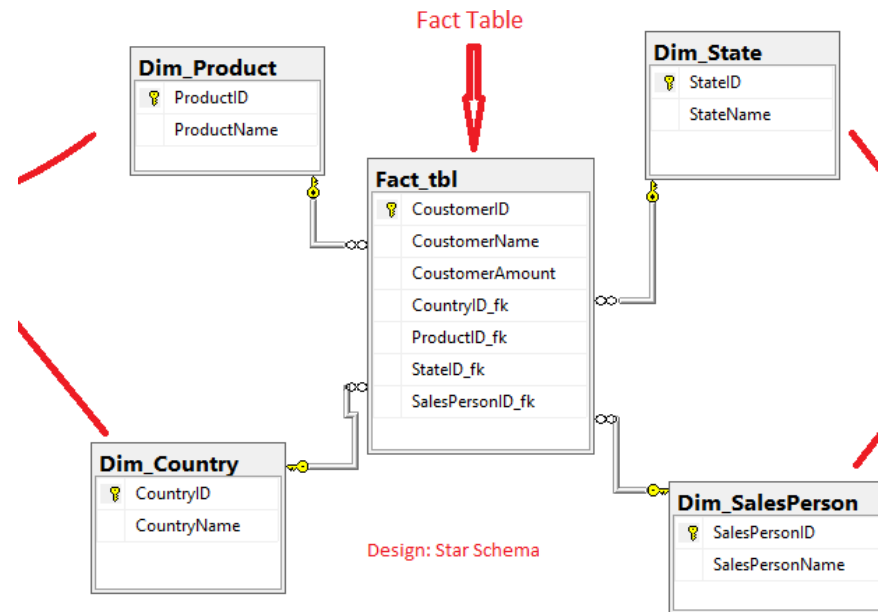 Fact Table
Dim_Product
ProductID
ProductName
Dim_State
StateID
StateName
Fact_tbl
CoustomerID
CoustomerName
CoustomerAmount
CountryID_fk
ProductID_fk
StateID_fk
SalesPersonID_fk
Dim_Country
CountryID
CountryName
Dim_SalesPerson
SalesPersonID
SalesPersonName
Design: Star Schema